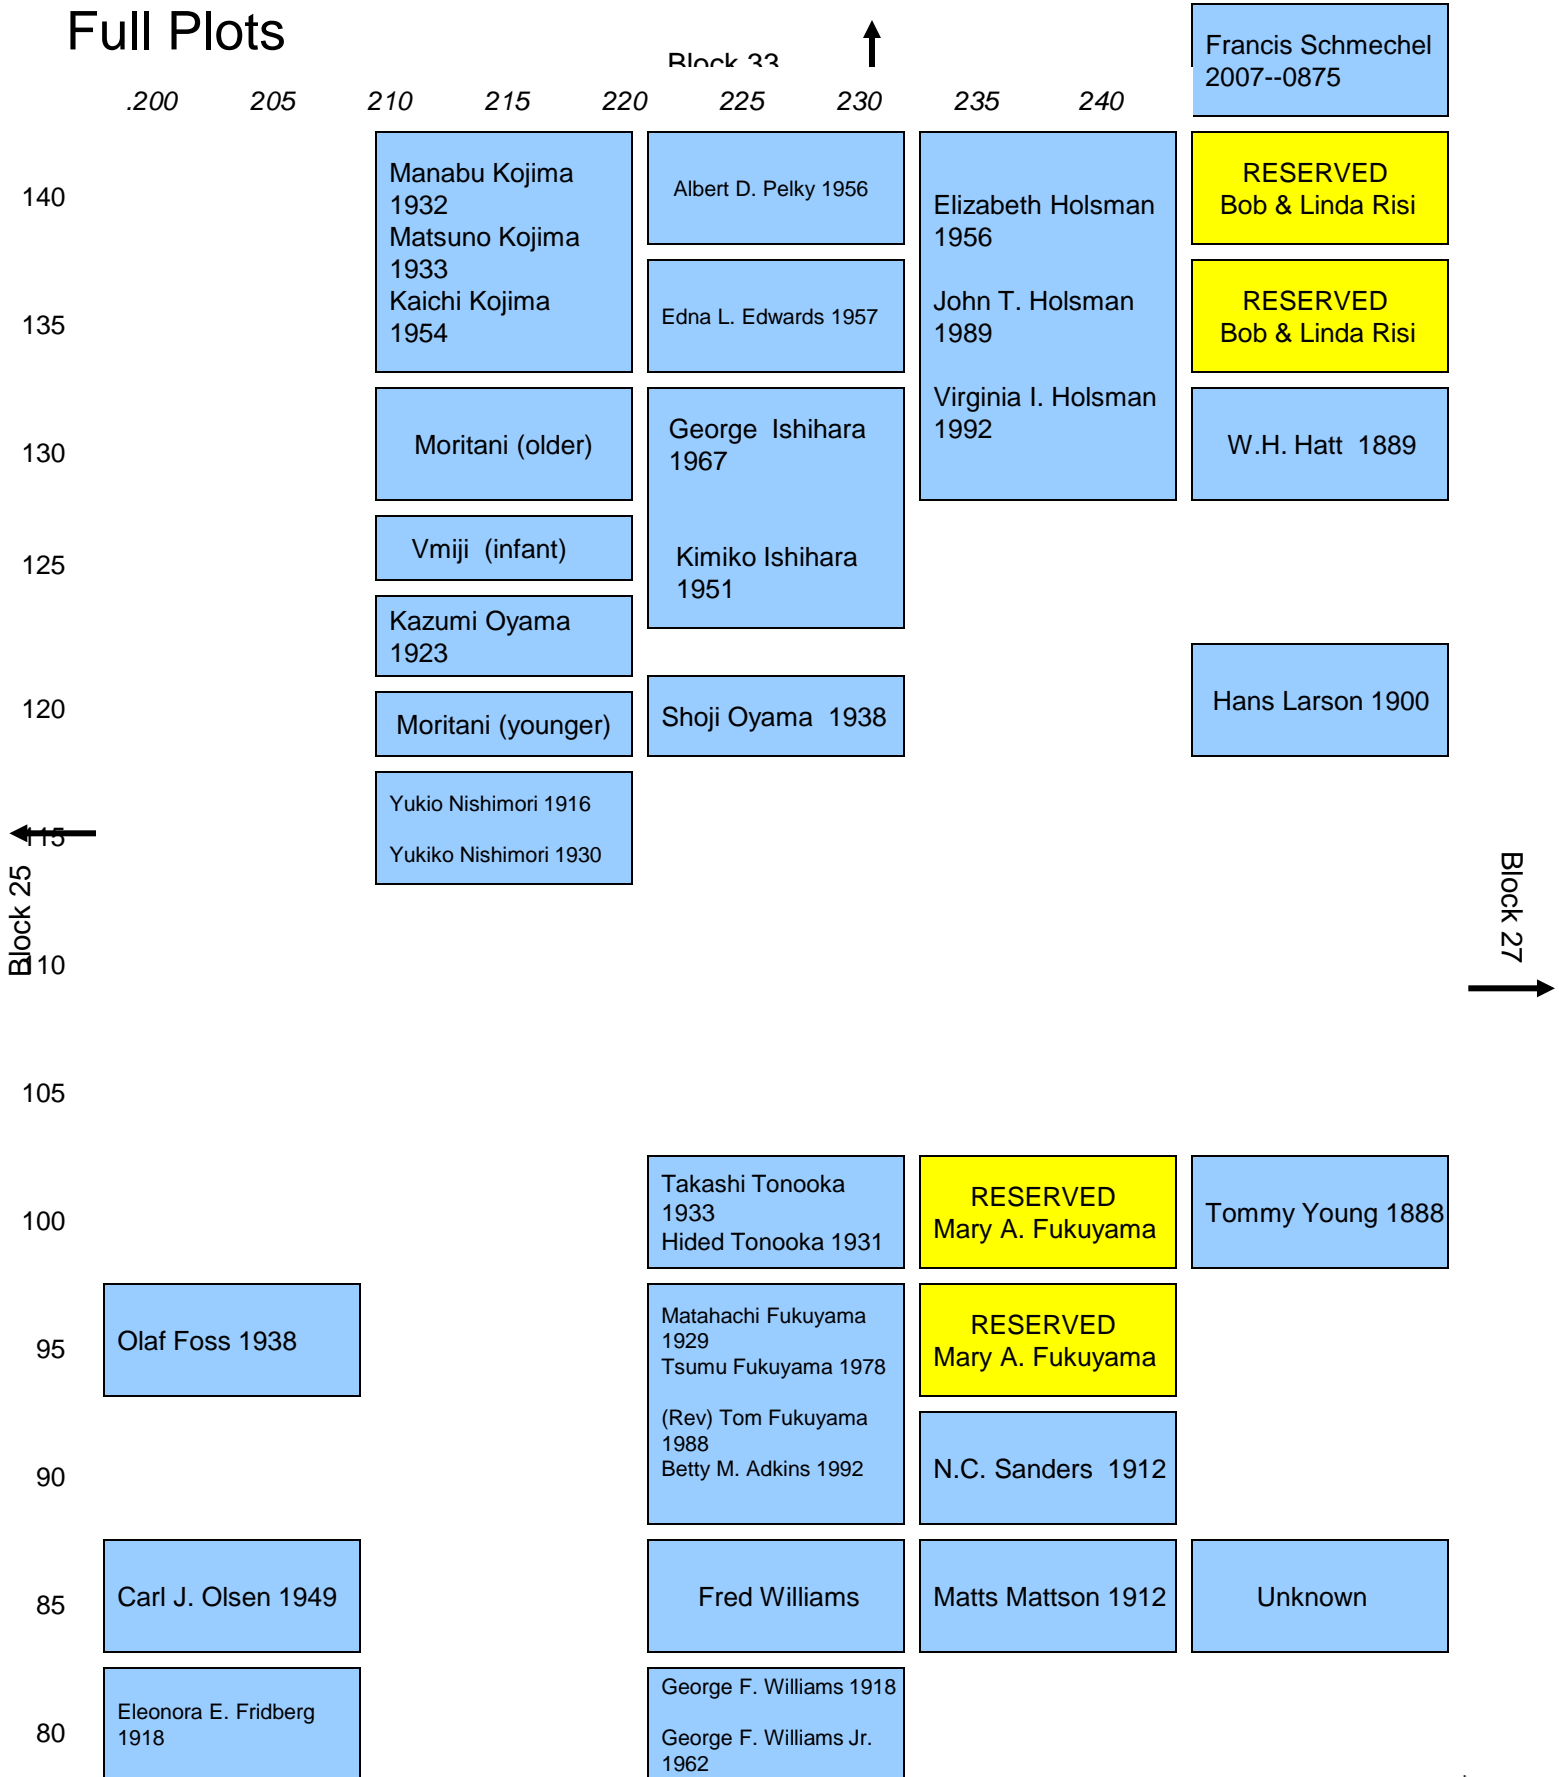 Full Plots
Block 33
Francis Schmechel
2007--0875
.200 205 210 215 220 225 230 235 240
140
Manabu Kojima
1932
Matsuno Kojima
1933
Kaichi Kojima
1954
Albert D. Pelky 1956
Elizabeth Holsman
1956
John T. Holsman
1989
Virginia I. Holsman
1992
RESERVED
Bob & Linda Risi
135
Edna L. Edwards 1957
RESERVED
Bob & Linda Risi
130
Moritani (older)
George Ishihara
1967
Kimiko Ishihara
1951
W.H. Hatt 1889
125
Vmiji (infant)
Kazumi Oyama
1923
120
Moritani (younger)
Shoji Oyama 1938
Hans Larson 1900
115
Yukio Nishimori 1916
Yukiko Nishimori 1930
Block 25
Block 27
110
105
100
Takashi Tonooka
1933
Hided Tonooka 1931
RESERVED
Mary A. Fukuyama
Tommy Young 1888
95
Olaf Foss 1938
Matahachi Fukuyama
1929
Tsumu Fukuyama 1978
(Rev) Tom Fukuyama
1988
Betty M. Adkins 1992
RESERVED
Mary A. Fukuyama
90
N.C. Sanders 1912
85
Carl J. Olsen 1949
Fred Williams
Matts Mattson 1912
Unknown
80
Eleonora E. Fridberg
1918
George F. Williams 1918
George F. Williams Jr.
1962